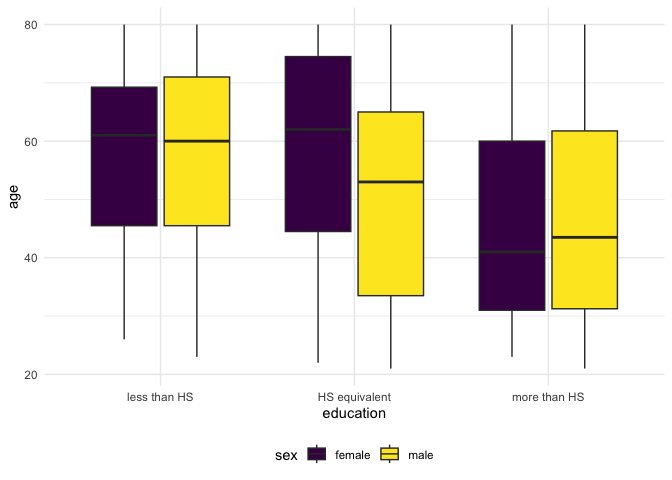 80
60
40
20
age
less than HS
HS equivalent
more than HS
education
sex female male